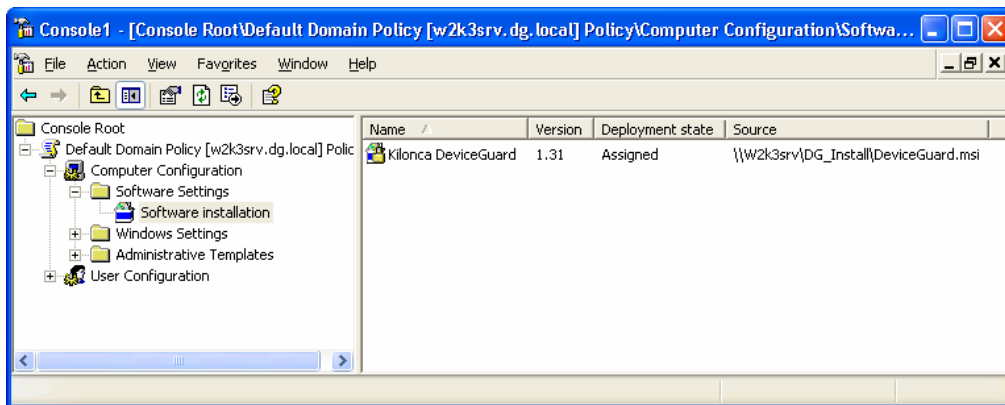 Console1 - [Console Root\Default Domain Policy [w2k3srv.dg.local] Policy\Computer Configuration\Softwa...
File Action View Favorites Window Help
Console Root
Default Domain Policy [w2k3srv.dg.local] Polic
Computer Configuration
Software Settings
Software installation
Windows Settings
Administrative Templates
User Configuration
Name Version Deployment state Source
Kilonca DeviceGuard 1.31 Assigned \\W2k3srv\DG_Install\DeviceGuard.msi